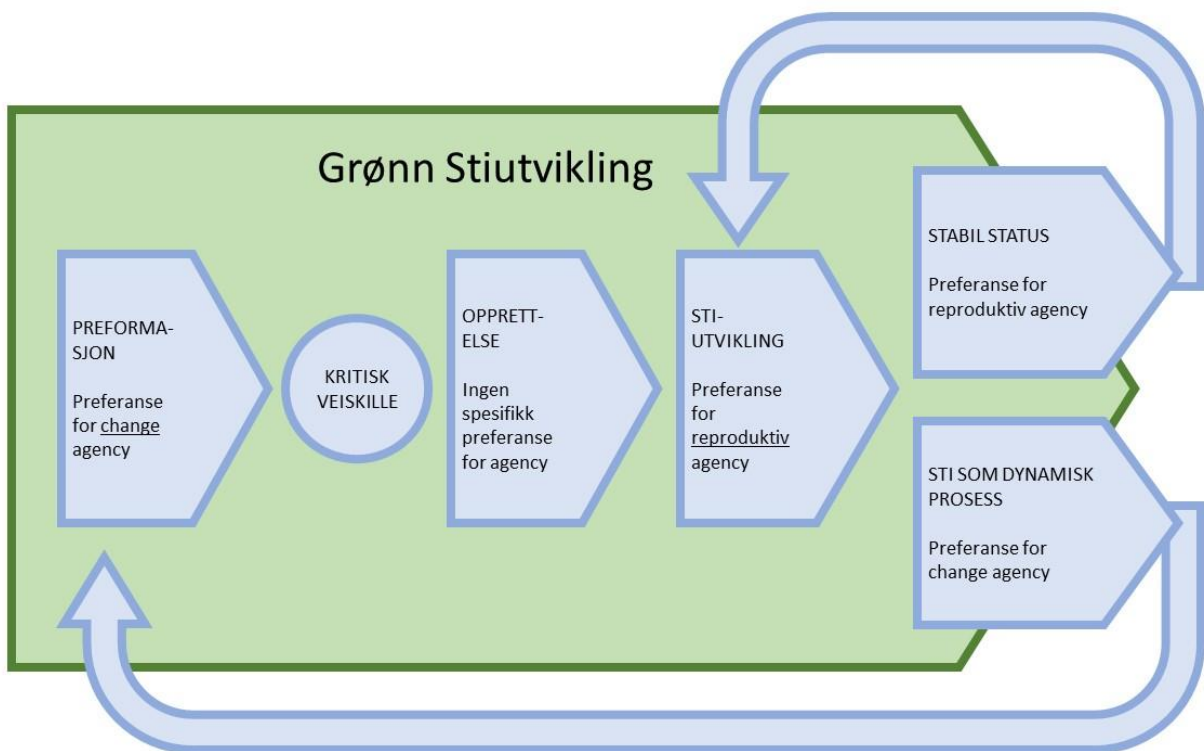 Grønn Stiutvikling
PREFORMA-
SJON
Preferanse
for change
agency
KRITISK
VEISKILLE
OPPRETT-
ELSE
Ingen
spesifikk
preferanse
for agency
STI-
UTVIKLING
Preferanse
for
reproduktiv
agency
STABIL STATUS
Preferanse for
reproduktiv agency
STI SOM DYNAMISK
PROSESS
Preferanse for
change agency